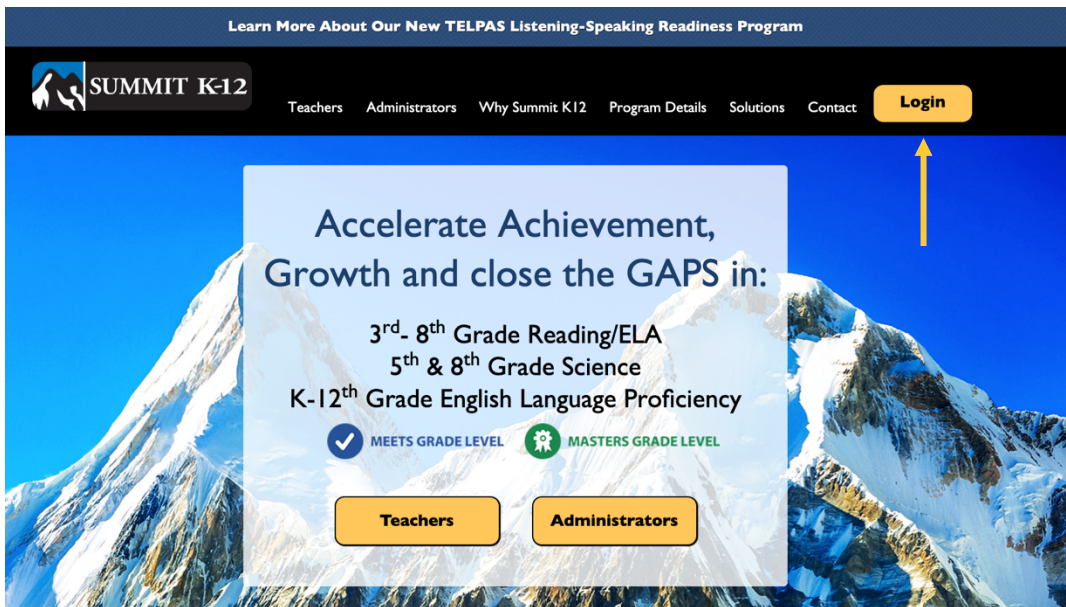 Learn More About Our New TELPAS Listening-Speaking Readiness Program
SUMMIT K-12
Teachers Administrators Why Summit K12 Program Details Solutions Contact Login
Accelerate Achievement,
Growth and close the GAPS in:
3rd- 8th Grade Reading/ELA
5th & 8th Grade Science
K-12th Grade English Language Proficiency
MEETS GRADE LEVEL MASTERS GRADE LEVEL
Teachers Administrators